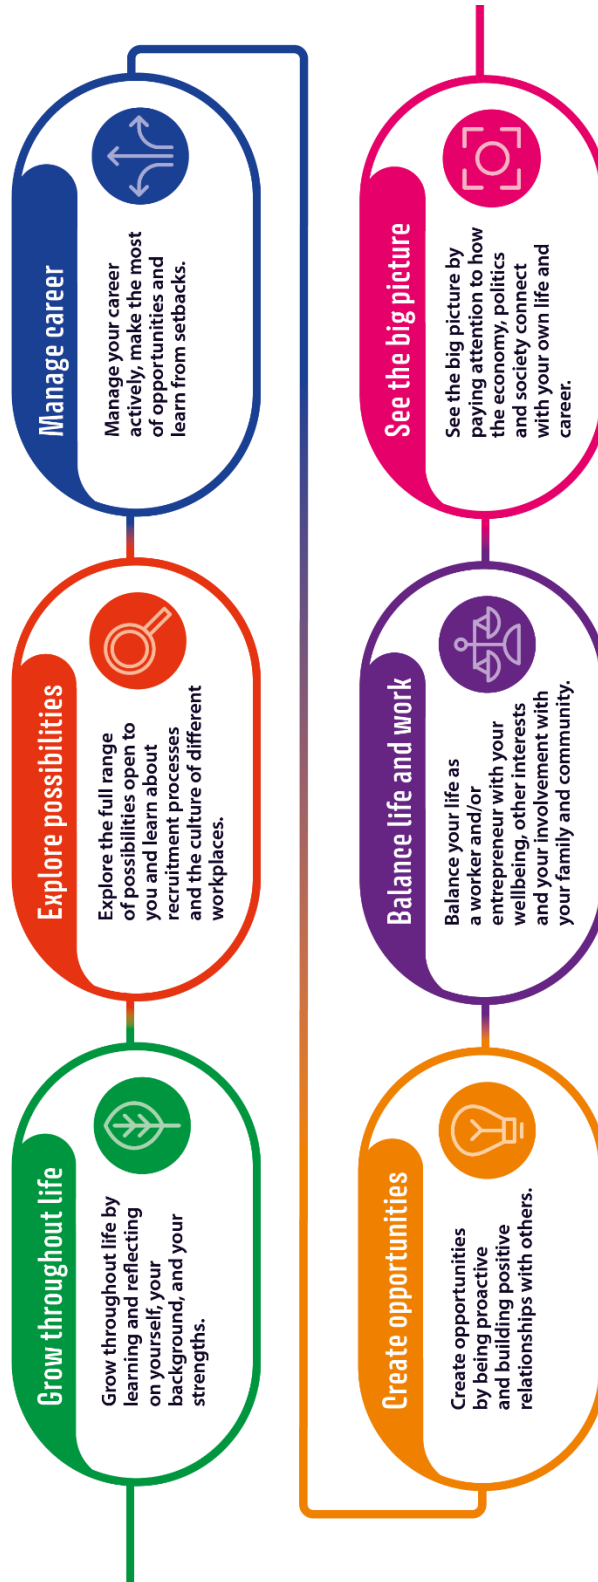 Grow throughout life
Grow throughout life by
learning and reflecting
on yourself, your
background, and your
strengths.
Explore possibilities
Explore the full range
of possibilities open to
you and learn about
recruitment processes
and the culture of different
workplaces.
Manage career
Manage your career
actively, make the most
of opportunities and
learn from setbacks.
Create opportunities
Create opportunities
by being proactive
and building positive
relationships with others.
Balance life and work
Balance your life as
a worker and/or
entrepreneur with your
wellbeing, other interests
and your involvement with
your family and community.
See the big picture
See the big picture by
paying attention to how
the economy, politics
and society connect
with your own life and
career.